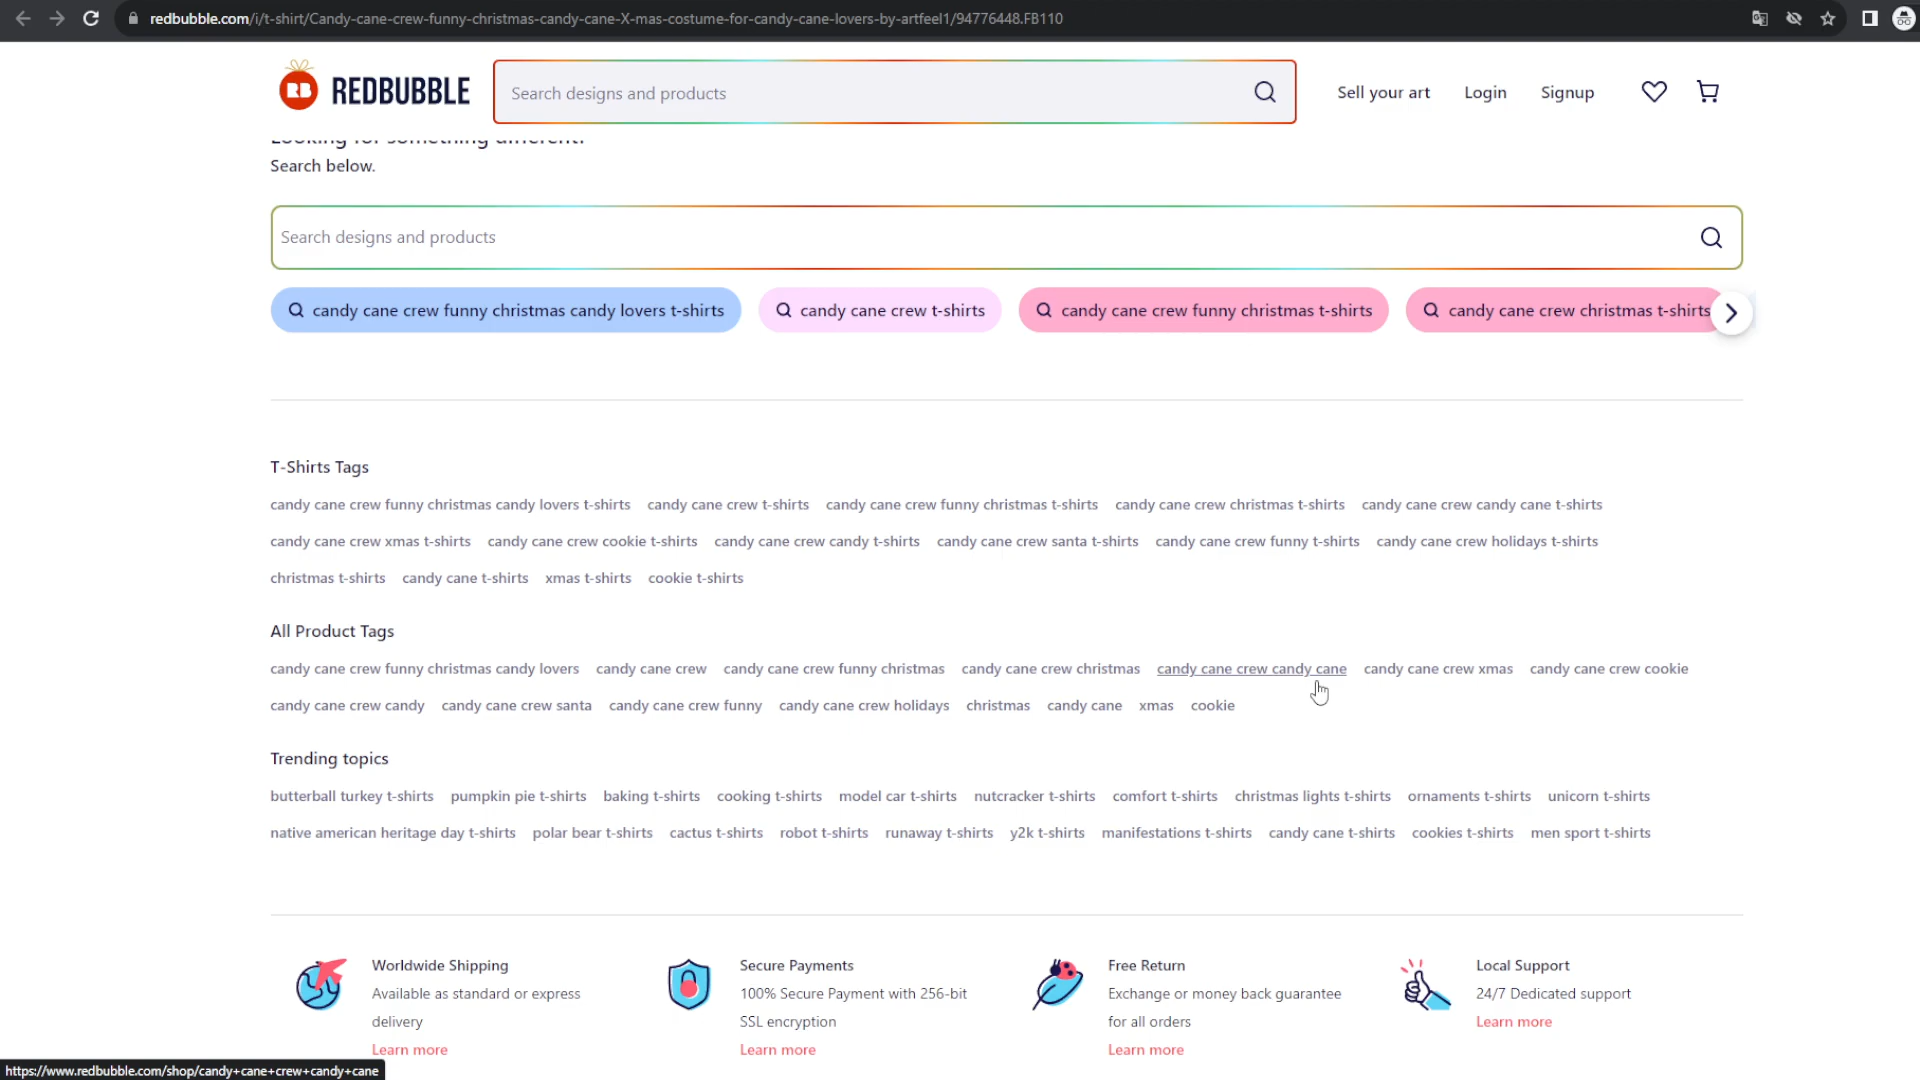 redbubble.com/i/t-shirt/Candy-cane-crew-funny-christmas-candy-cane-X-mas-costume-for-candy-cane-lovers-by-artfeel1/94776448.FB110
RB REDBUBBLE
Search designs and products
Sell your art Login Signup
Looking for something different?
Search below.
Search designs and products
candy cane crew funny christmas candy lovers t-shirts candy cane crew t-shirts candy cane crew funny christmas t-shirts candy cane crew christmas t-shirts
T-Shirts Tags
candy cane crew funny christmas candy lovers t-shirts candy cane crew t-shirts candy cane crew funny christmas t-shirts candy cane crew christmas t-shirts candy cane crew candy cane t-shirts
candy cane crew xmas t-shirts candy cane crew cookie t-shirts candy cane crew candy t-shirts candy cane crew santa t-shirts candy cane crew funny t-shirts candy cane crew holidays t-shirts
christmas t-shirts candy cane t-shirts xmas t-shirts cookie t-shirts
All Product Tags
candy cane crew funny christmas candy lovers candy cane crew candy cane crew funny christmas candy cane crew christmas candy cane crew candy cane candy cane crew xmas candy cane crew cookie
candy cane crew candy candy cane crew santa candy cane crew funny candy cane crew holidays christmas candy cane xmas cookie
Trending topics
butterball turkey t-shirts pumpkin pie t-shirts baking t-shirts cooking t-shirts model car t-shirts nutcracker t-shirts comfort t-shirts christmas lights t-shirts ornaments t-shirts unicorn t-shirts
native american heritage day t-shirts polar bear t-shirts cactus t-shirts robot t-shirts runaway t-shirts y2k t-shirts manifestations t-shirts candy cane t-shirts cookies t-shirts men sport t-shirts
Worldwide Shipping
Available as standard or express
delivery
Learn more
Secure Payments
100% Secure Payment with 256-bit
SSL encryption
Learn more
Free Return
Exchange or money back guarantee
for all orders
Learn more
Local Support
24/7 Dedicated support
Learn more
https://www.redbubble.com/shop/candy+cane+crew+candy+cane